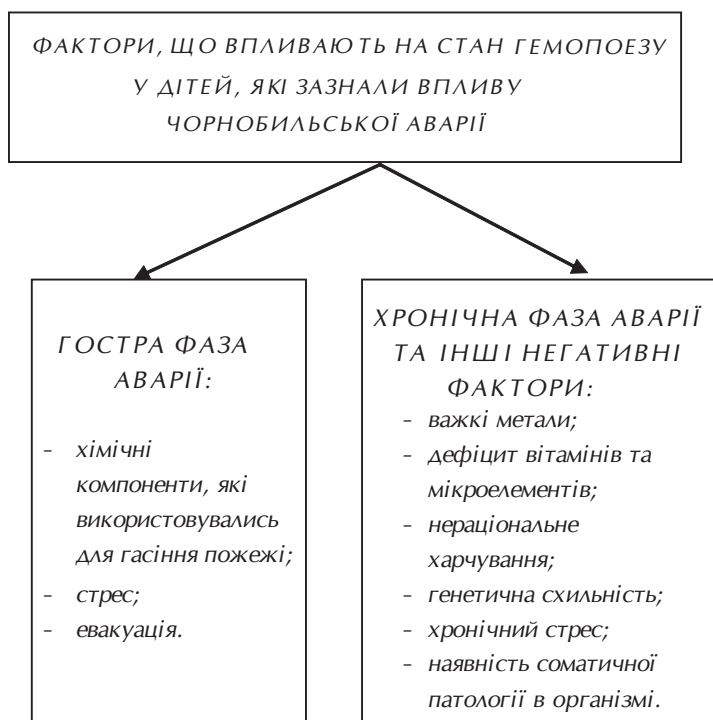 ФАКТОРИ, ЩО ВПЛИВАЮТЬ НА СТАН ГЕМОПОЕЗУ
У ДІТЕЙ, ЯКІ ЗАЗНАЛИ ВПЛИВУ
ЧОРНОБИЛЬСЬКОЇ АВАРІЇ
ГОСТРА ФАЗА
АВАРІЇ:
- хімічні
компоненти, які
використовувались
для гасіння пожежі;
- стрес;
- евакуація.
ХРОНІЧНА ФАЗА АВАРІЇ
ТА ІНШІ НЕГАТИВНІ
ФАКТОРИ:
- важкі метали;
- дефіцит вітамінів та
мікроелементів;
- нераціональне
харчування;
- генетична схильність;
- хронічний стрес;
- наявність соматичної
патології в організмі.